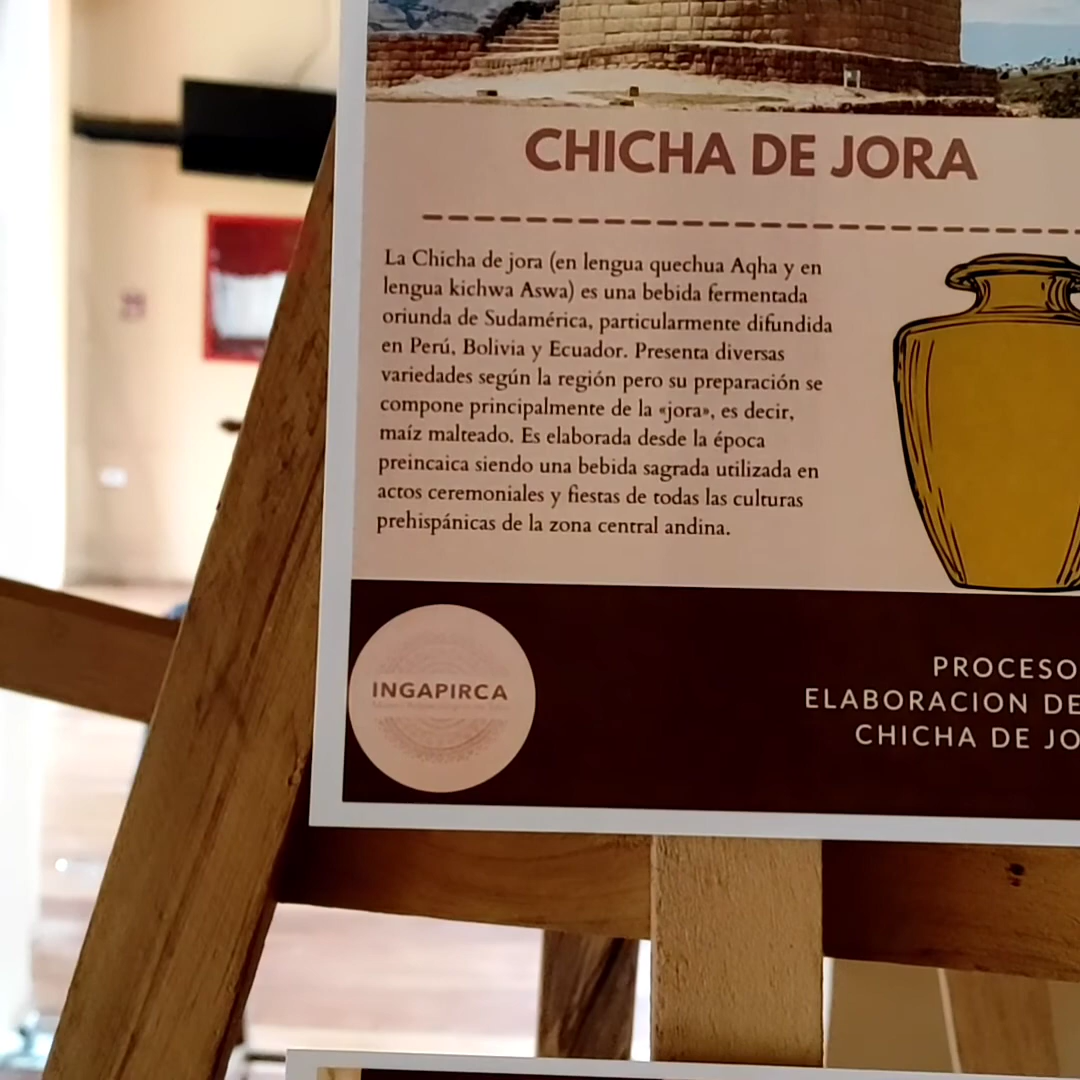 CHICHA DE JORA
La Chicha de jora (en lengua quechua Aqha y en
lengua kichwa Aswa) es una bebida fermentada
oriunda de Sudamérica, particularmente difundida
en Perú, Bolivia y Ecuador. Presenta diversas
variedades según la región pero su preparación se
compone principalmente de la «jora», es decir,
maíz malteado. Es elaborada desde la época
preincaica siendo una bebida sagrada utilizada en
actos ceremoniales y fiestas de todas las culturas
prehispánicas de la zona central andina.
INGAPIRCA
PROCESO
ELABORACION DE
CHICHA DE JO